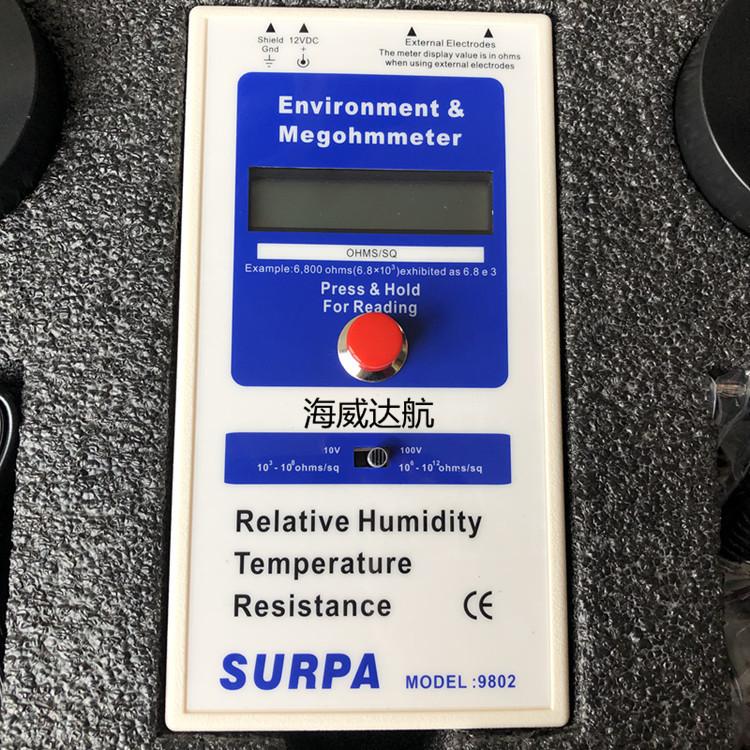 Shield 12VDC
Gnd +
External Electrodes
The meter display value is in ohms
when using external electrodes
Environment &
Megohmmeter
OHMS/SQ
Example:6,800 ohms(6.8×10³)exhibited as 6.8 e 3
Press & Hold
For Reading
海威达航
10V 100V
10³-10⁸ohms/sq 10⁶-10¹²ohms/sq
Relative Humidity
Temperature
Resistance CE
SURPA MODEL :9802